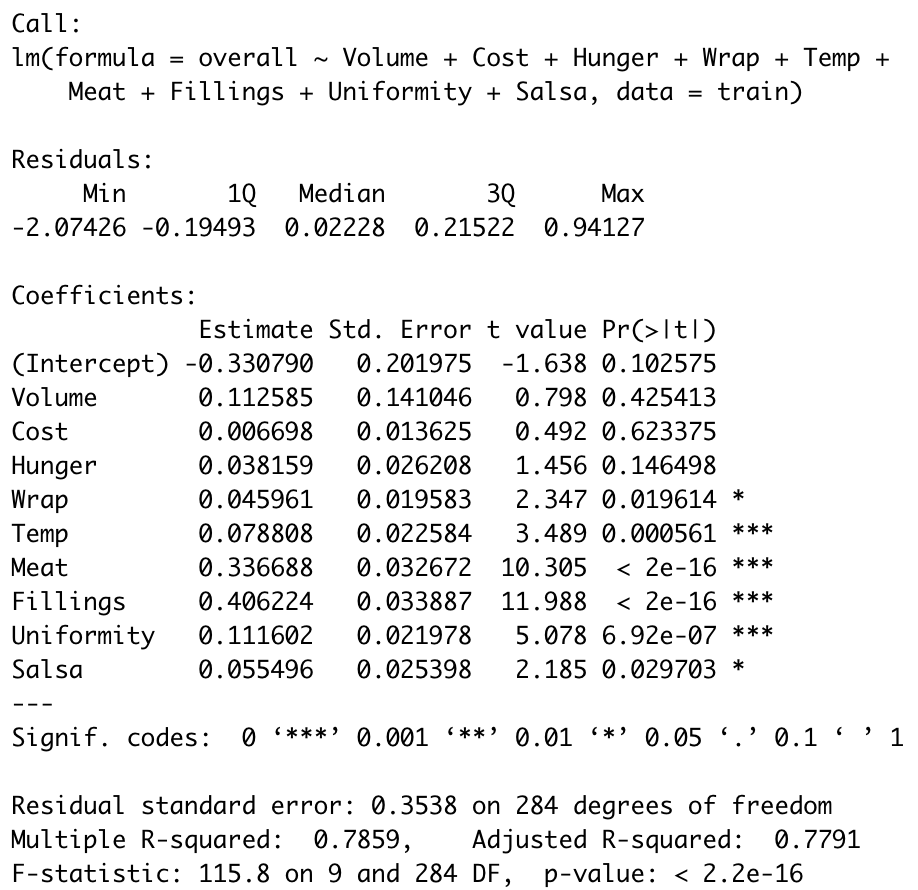 Call:
lm(formula = overall ~ Volume + Cost + Hunger + Wrap + Temp +
    Meat + Fillings + Uniformity + Salsa, data = train)

Residuals:
     Min       1Q   Median       3Q      Max
-2.07426 -0.19493  0.02228  0.21522  0.94127

Coefficients:
             Estimate Std. Error t value Pr(>|t|)
(Intercept) -0.330790   0.201975  -1.638 0.102575
Volume       0.112585   0.141046   0.798 0.425413
Cost         0.006698   0.013625   0.492 0.623375
Hunger       0.038159   0.026208   1.456 0.146498
Wrap         0.045961   0.019583   2.347 0.019614 *
Temp         0.078808   0.022584   3.489 0.000561 ***
Meat         0.336688   0.032672  10.305  < 2e-16 ***
Fillings     0.406224   0.033887  11.988  < 2e-16 ***
Uniformity   0.111602   0.021978   5.078 6.92e-07 ***
Salsa        0.055496   0.025398   2.185 0.029703 *
---
Signif. codes:  0 ‘***’ 0.001 ‘**’ 0.01 ‘*’ 0.05 ‘.’ 0.1 ‘ ’ 1

Residual standard error: 0.3538 on 284 degrees of freedom
Multiple R-squared:  0.7859,    Adjusted R-squared:  0.7791
F-statistic: 115.8 on 9 and 284 DF,  p-value: < 2.2e-16